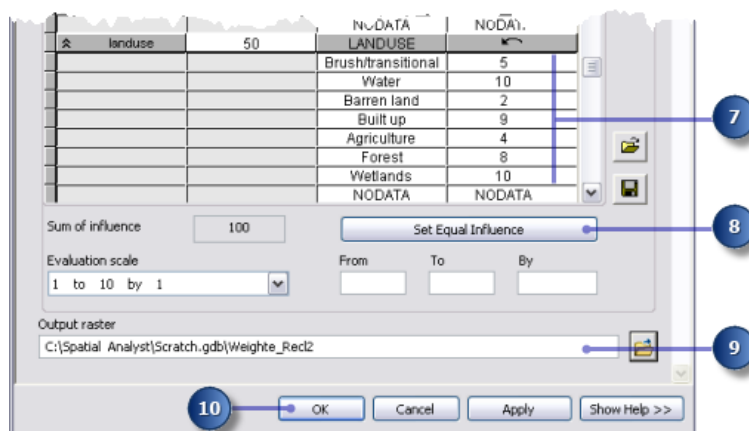 NODATA NODATA
landuse 50 LANDUSE
Brush/transitional 5
Water 10
Barren land 2
Built up 9
7
Agriculture 4
Forest 8
Wetlands 10
NODATA NODATA
Sum of influence 100 Set Equal Influence 8
Evaluation scale From To By
1 to 10 by 1
Output raster
C:\Spatial Analyst\Scratch.gdb\Weighte_Recl2 9
10 OK Cancel Apply Show Help >>